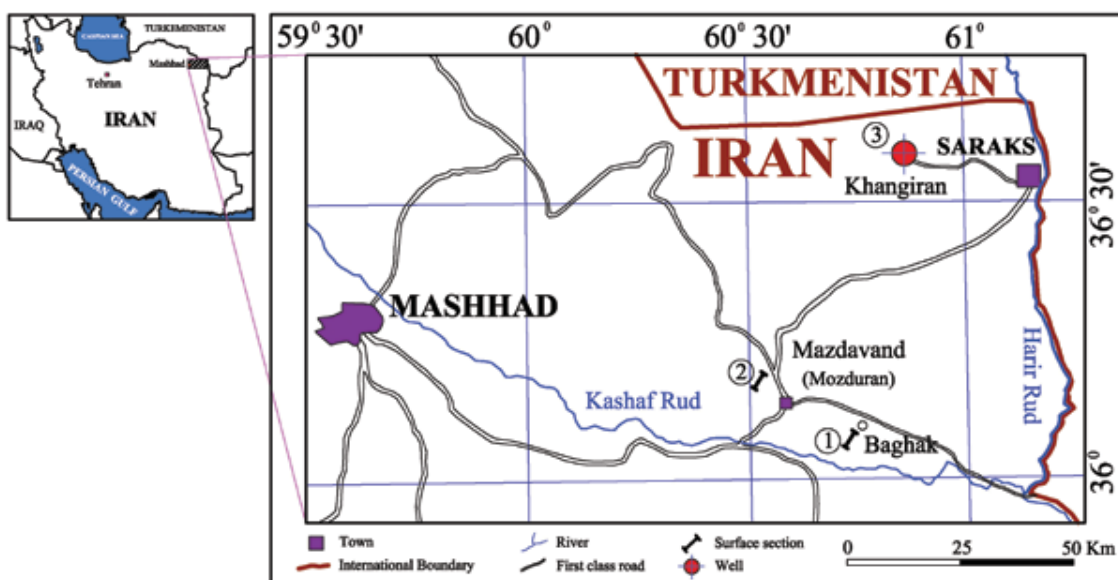 CASPIAN SEA
TURKEMENISTAN
Mashhad
Tehran
IRAN
IRAQ
PERSIAN GULF
59° 30'
60°
60° 30'
61°
TURKMENISTAN
IRAN
③
SARAKS
Khangiran
36° 30'
MASHHAD
Mazdavand
(Mozduran)
②
Kashaf Rud
Harir Rud
①
Baghak
36°
Town
River
Surface section
International Boundary
First class road
Well
0
25
50 Km